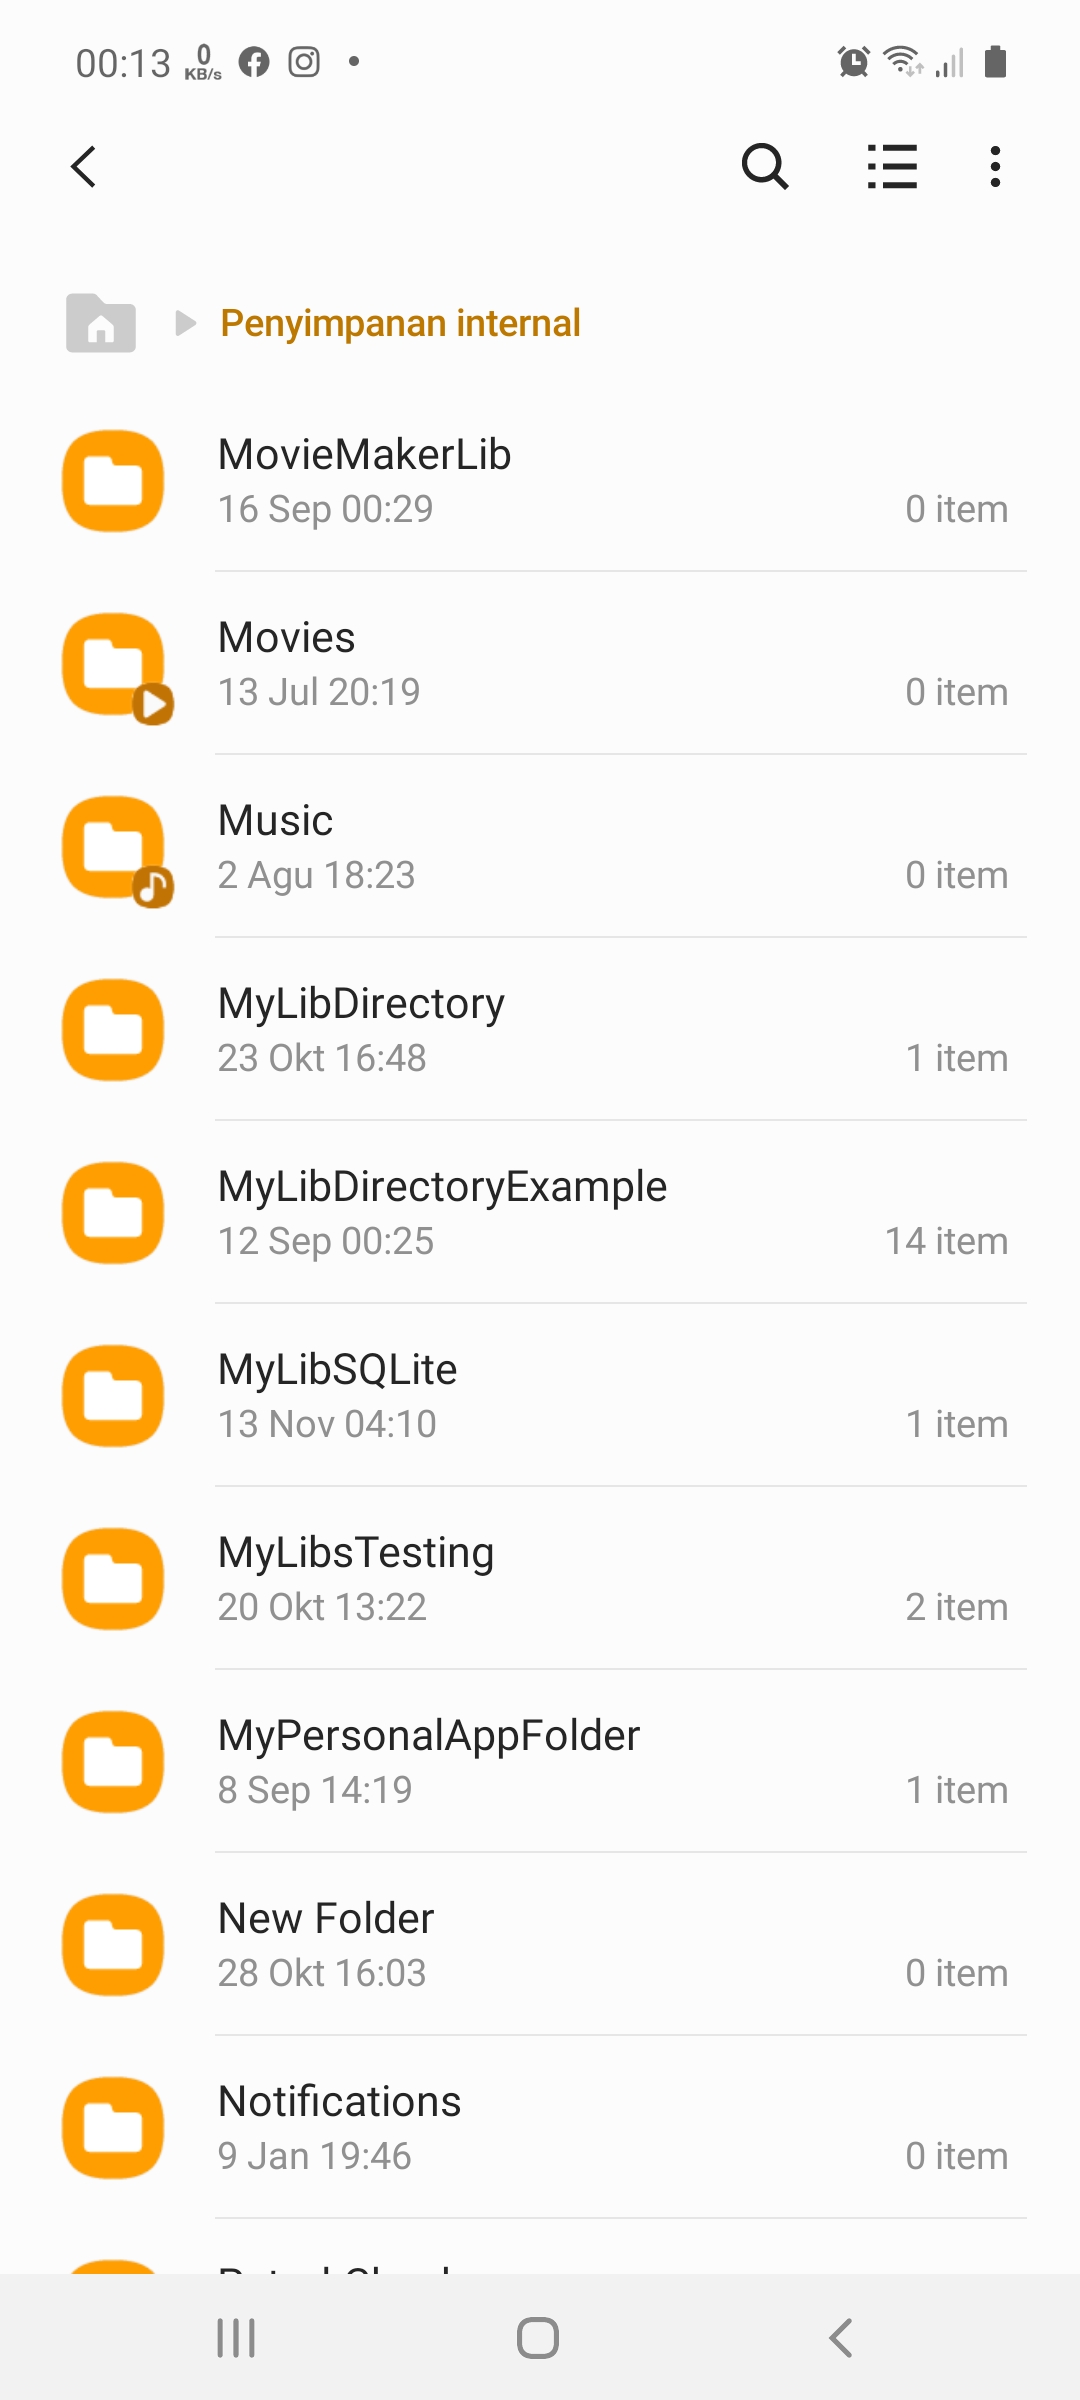 00:13 0 KB/s
Penyimpanan internal
MovieMakerLib
16 Sep 00:29 0 item
Movies
13 Jul 20:19 0 item
Music
2 Agu 18:23 0 item
MyLibDirectory
23 Okt 16:48 1 item
MyLibDirectoryExample
12 Sep 00:25 14 item
MyLibSQLite
13 Nov 04:10 1 item
MyLibsTesting
20 Okt 13:22 2 item
MyPersonalAppFolder
8 Sep 14:19 1 item
New Folder
28 Okt 16:03 0 item
Notifications
9 Jan 19:46 0 item